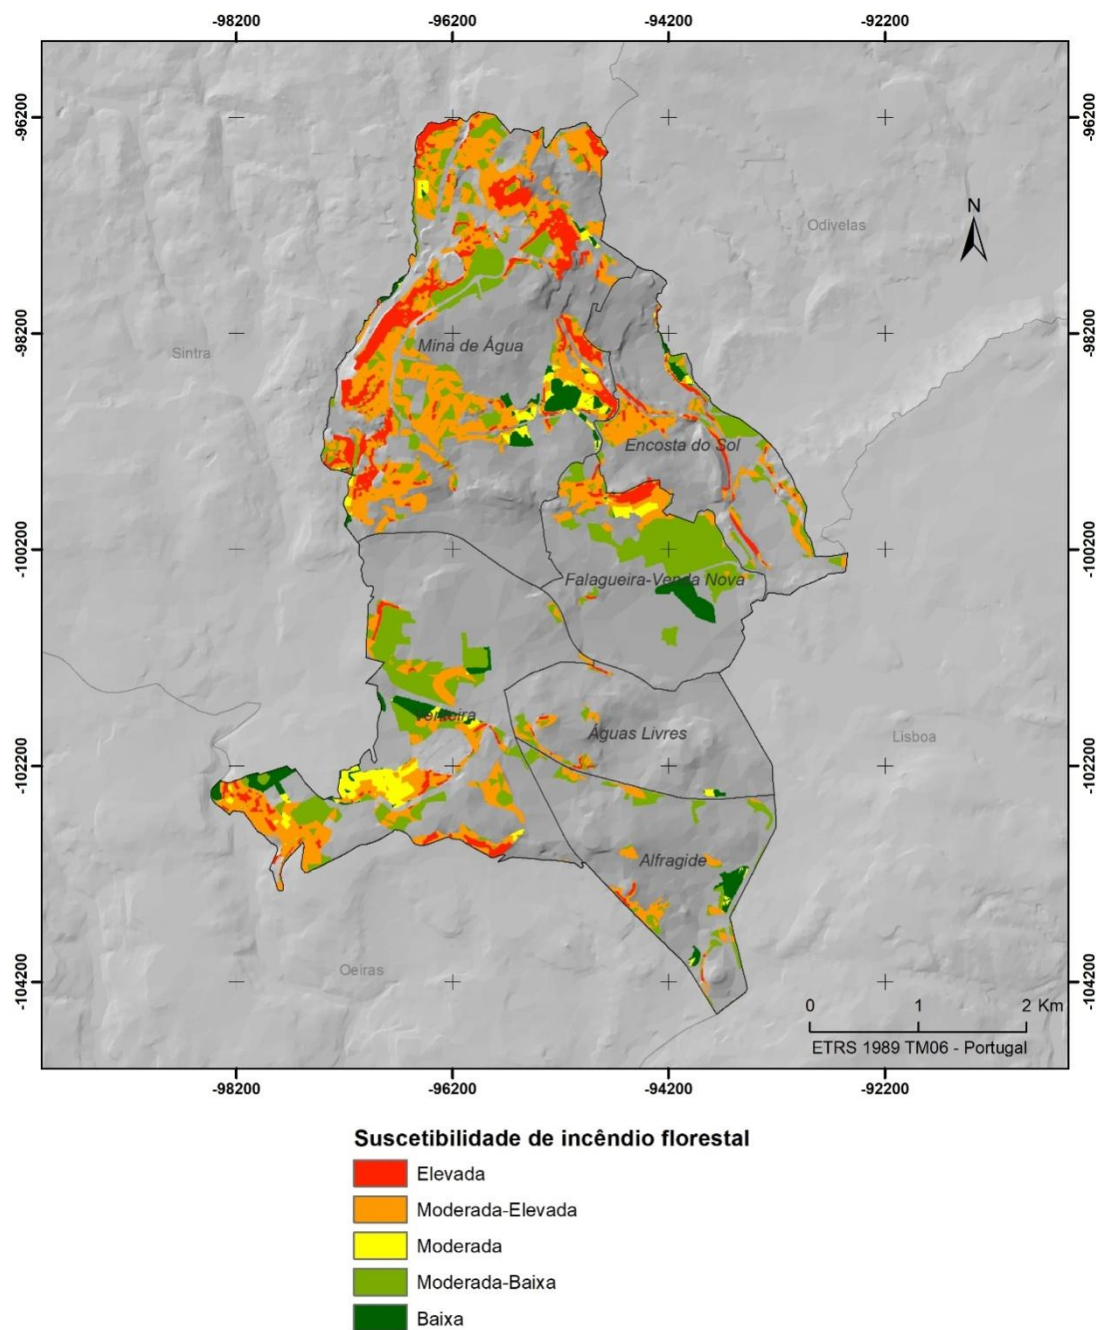 -98200 -96200 -94200 -92200
-96200 -96200
N
Odivelas
-98200 -98200
Mina de Água
Sintra
Encosta do Sol
-100200 -100200
Falagueira-Venda Nova
Venteira
Águas Livres
Lisboa
-102200 -102200
Alfragide
Oeiras
-104200 -104200
0 1 2 Km
ETRS 1989 TM06 - Portugal
-98200 -96200 -94200 -92200
Suscetibilidade de incêndio florestal
Elevada
Moderada-Elevada
Moderada
Moderada-Baixa
Baixa